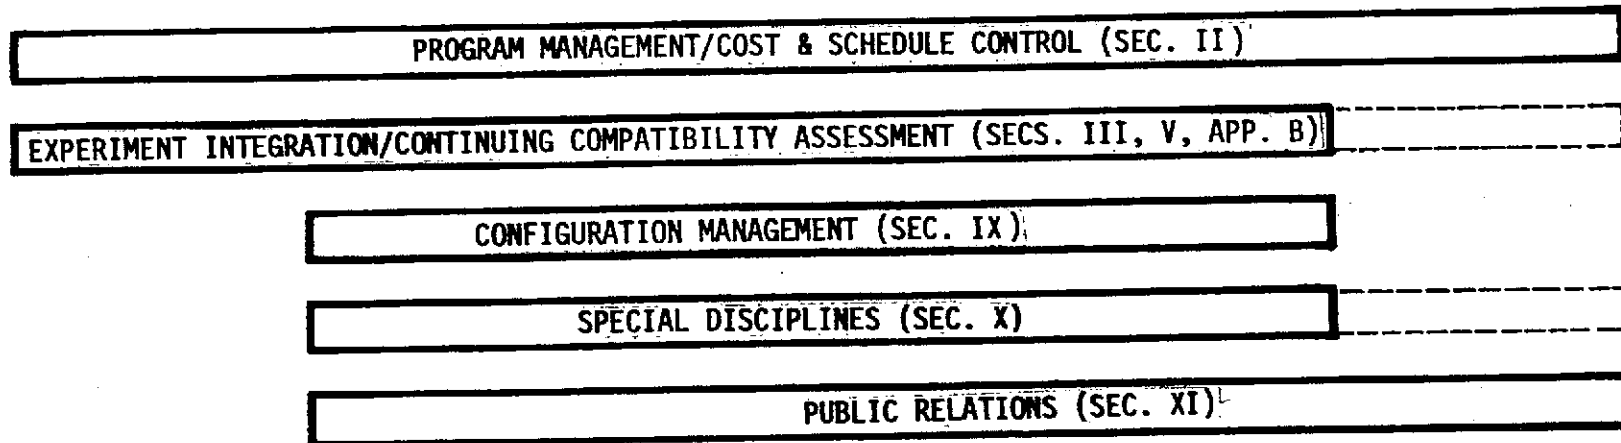 PROGRAM MANAGEMENT/COST & SCHEDULE CONTROL (SEC. II)
EXPERIMENT INTEGRATION/CONTINUING COMPATIBILITY ASSESSMENT (SECS. III, V, APP. B)
CONFIGURATION MANAGEMENT (SEC. IX)
SPECIAL DISCIPLINES (SEC. X)
PUBLIC RELATIONS (SEC. XI)